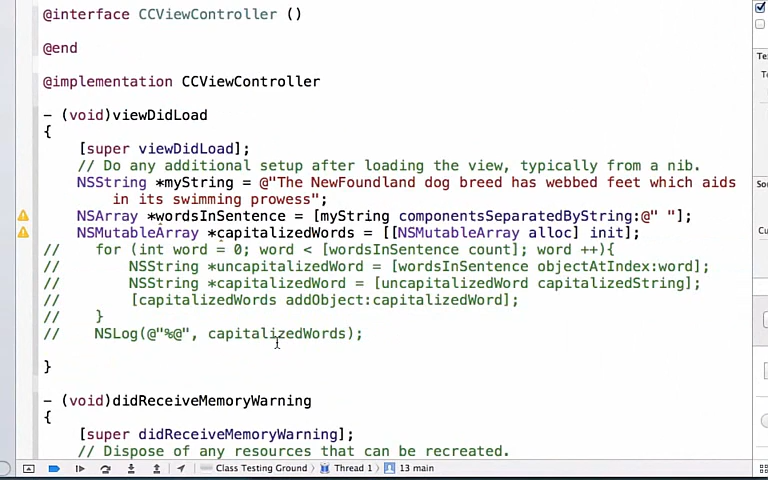 @interface CCViewController ()
@end
@implementation CCViewController
- (void)viewDidLoad
{
[super viewDidLoad];
// Do any additional setup after loading the view, typically from a nib.
NSString *myString = @"The NewFoundland dog breed has webbed feet which aids
in its swimming prowess";
NSArray *wordsInSentence = [myString componentsSeparatedByString:@" "];
NSMutableArray *capitalizedWords = [[NSMutableArray alloc] init];
// for (int word = 0; word < [wordsInSentence count]; word ++){
// NSString *uncapitalizedWord = [wordsInSentence objectAtIndex:word];
// NSString *capitalizedWord = [uncapitalizedWord capitalizedString];
// [capitalizedWords addObject:capitalizedWord];
// }
// NSLog(@"%@", capitalizedWords);
}
- (void)didReceiveMemoryWarning
{
[super didReceiveMemoryWarning];
// Dispose of any resources that can be recreated.
Class Testing Ground Thread 1 13 main